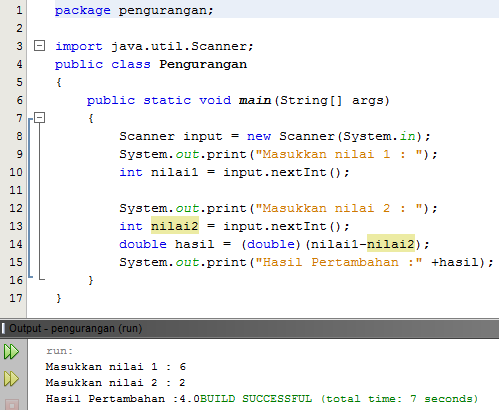 1 package pengurangan;
2
3 import java.util.Scanner;
4 public class Pengurangan
5 {
6 public static void main(String[] args)
7 {
8 Scanner input = new Scanner(System.in);
9 System.out.print("Masukkan nilai 1 : ");
10 int nilai1 = input.nextInt();
11
12 System.out.print("Masukkan nilai 2 : ");
13 int nilai2 = input.nextInt();
14 double hasil = (double)(nilai1-nilai2);
15 System.out.print("Hasil Pertambahan :" +hasil);
16 }
17 }
Output - pengurangan (run)
run:
Masukkan nilai 1 : 6
Masukkan nilai 2 : 2
Hasil Pertambahan :4.0BUILD SUCCESSFUL (total time: 7 seconds)